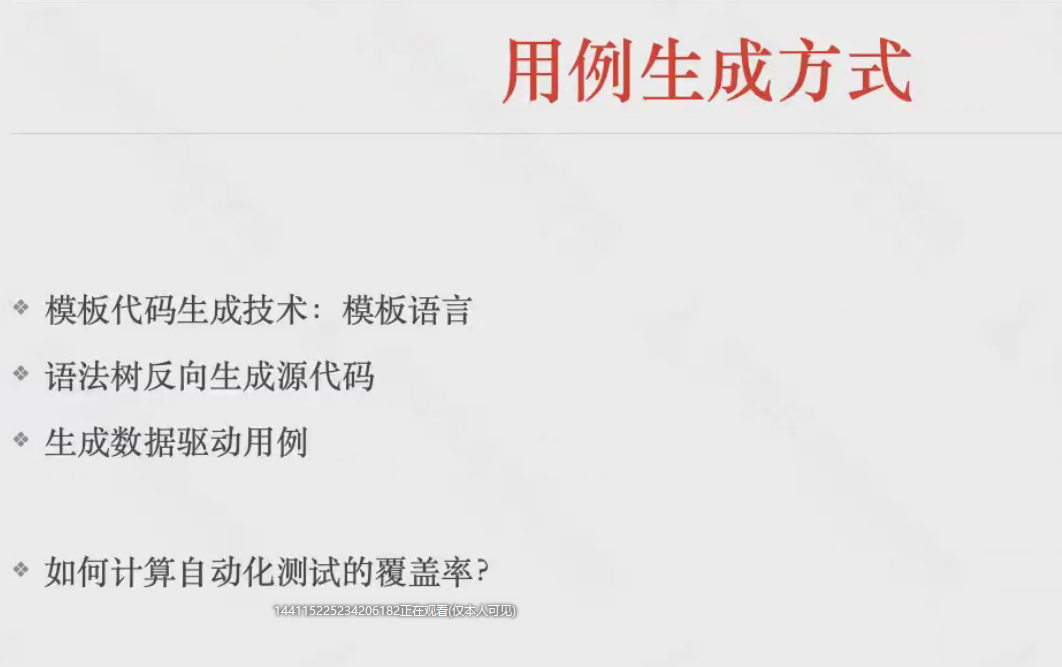 用例生成方式
模板代码生成技术：模板语言
语法树反向生成源代码
生成数据驱动用例
如何计算自动化测试的覆盖率?
144115225234206182正在观看(仅本人可见)